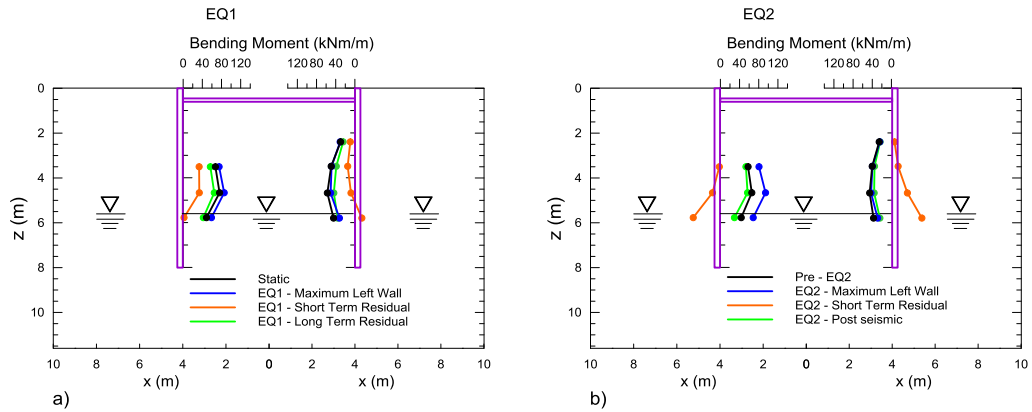 EQ1
Bending Moment (kNm/m)
0 40 80 120 120 80 40 0
0
2
4
6
8
10
z (m)
Static
EQ1 - Maximum Left Wall
EQ1 - Short Term Residual
EQ1 - Long Term Residual
10 8 6 4 2 0 2 4 6 8 10
x (m) x (m)
a)
EQ2
Bending Moment (kNm/m)
0 40 80 120 120 80 40 0
0
2
4
6
8
10
z (m)
Pre - EQ2
EQ2 - Maximum Left Wall
EQ2 - Short Term Residual
EQ2 - Post seismic
10 8 6 4 2 0 2 4 6 8 10
x (m) x (m)
b)